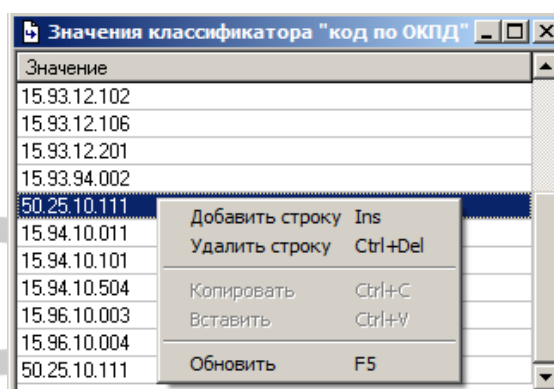 Значения классификатора "код по ОКПД"
Значение
15.93.12.102
15.93.12.106
15.93.12.201
15.93.94.002
50.25.10.111
15.94.10.011
15.94.10.101
15.94.10.504
15.96.10.003
15.96.10.004
50.25.10.111
Добавить строку Ins
Удалить строку Ctrl+Del
Копировать Ctrl+C
Вставить Ctrl+V
Обновить F5